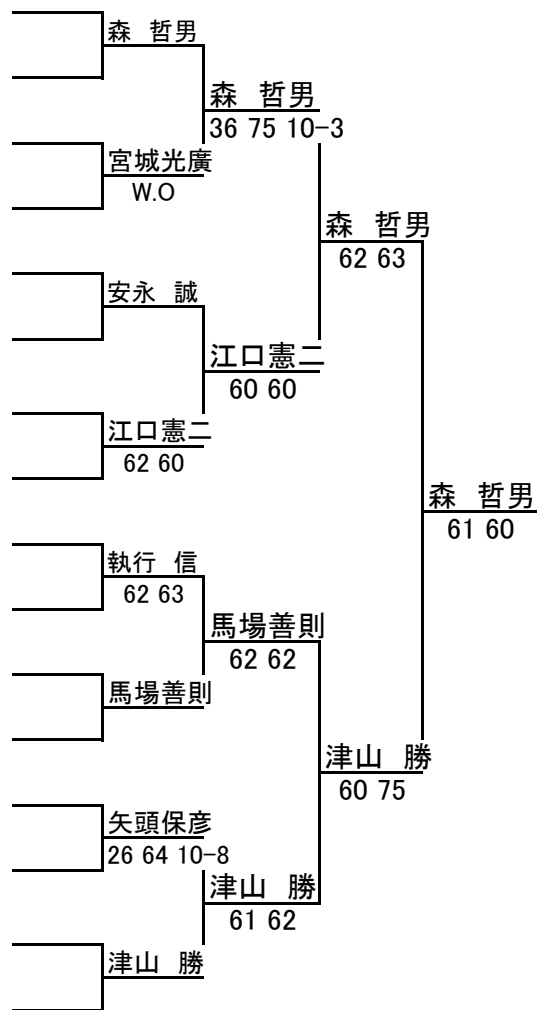 森　哲男
森　哲男
36 75 10-3
宮城光廣
W.O
森　哲男
62 63
安永　誠
江口憲二
60 60
江口憲二
62 60
森　哲男
61 60
執行　信
62 63
馬場善則
62 62
馬場善則
津山　勝
60 75
矢頭保彦
26 64 10-8
津山　勝
61 62
津山　勝